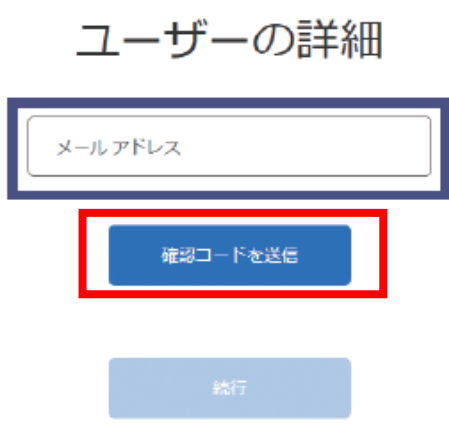 ユーザーの詳細
メール アドレス
確認コードを送信
続行